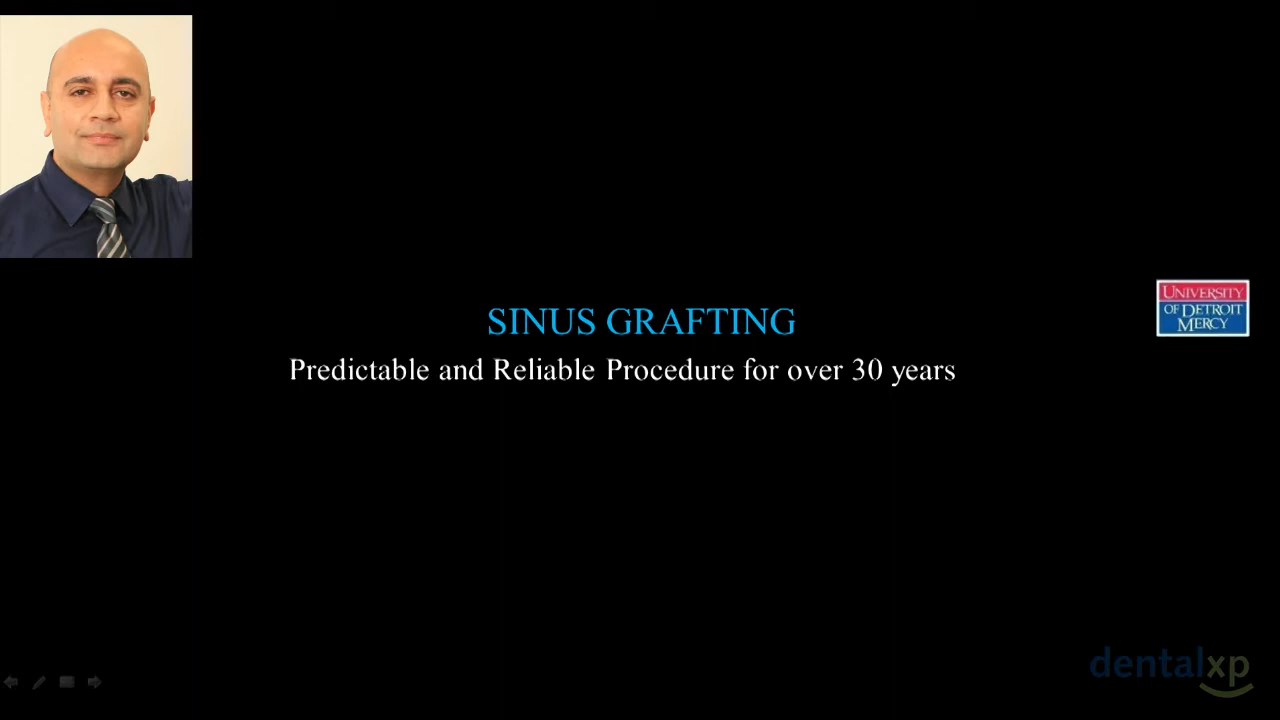 SINUS GRAFTING
Predictable and Reliable Procedure for over 30 years
UNIVERSITY
OF DETROIT
MERCY
dentalxp